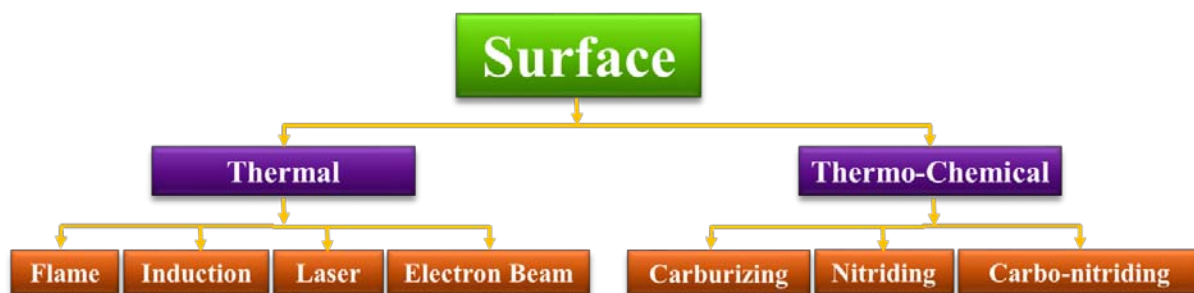 Surface
Thermal
Thermo-Chemical
Flame
Induction
Laser
Electron Beam
Carburizing
Nitriding
Carbo-nitriding